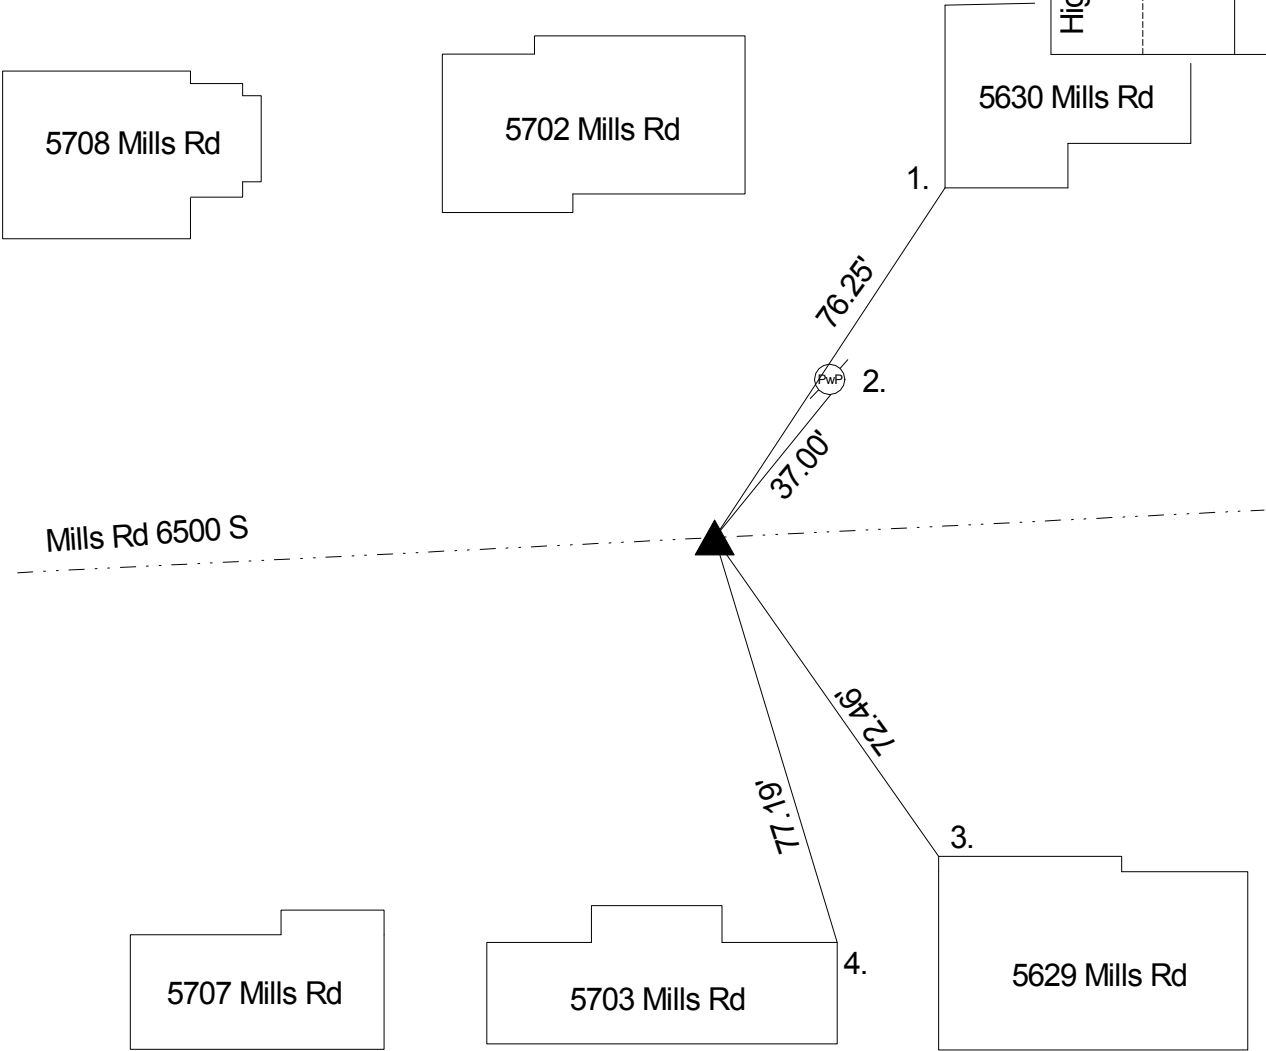 Hig
5630 Mills Rd
5702 Mills Rd
5708 Mills Rd
1.
76.25'
PwP
2.
37.00'
Mills Rd 6500 S
72.46'
77.19'
3.
4.
5629 Mills Rd
5707 Mills Rd
5703 Mills Rd